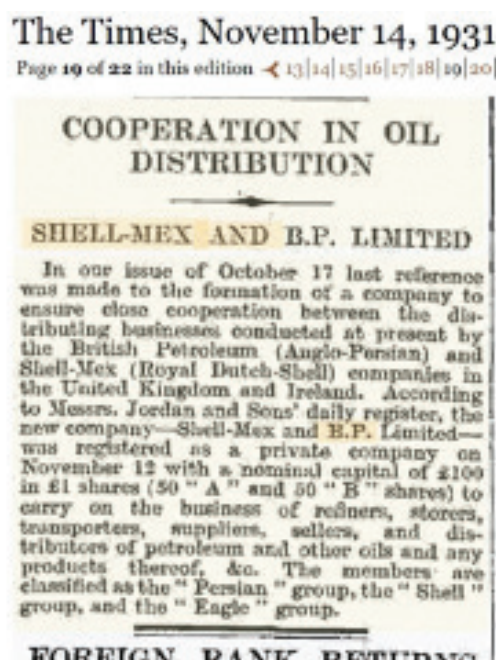 The Times, November 14, 1931
Page 19 of 22 in this edition 13|14|15|16|17|18|19|20|
COOPERATION IN OIL
DISTRIBUTION
SHELL-MEX AND B.P. LIMITED
In our issue of October 17 last reference
was made to the formation of a company to
ensure close cooperation between the dis-
tributing businesses conducted at present by
the British Petroleum (Anglo-Persian) and
Shell-Mex (Royal Dutch-Shell) companies in
the United Kingdom and Ireland. According
to Messrs. Jordan and Sons' daily register, the
new company—Shell-Mex and B.P. Limited—
was registered as a private company on
November 12 with a nominal capital of £100
in £1 shares (50 " A " and 50 " B " shares) to
carry on the business of refiners, storers,
transporters, suppliers, sellers, and dis-
tributors of petroleum and other oils and any
products thereof, &c. The members are
classified as the " Persian " group, the " Shell "
group, and the " Eagle " group.
FOREIGN BANK RETURNS